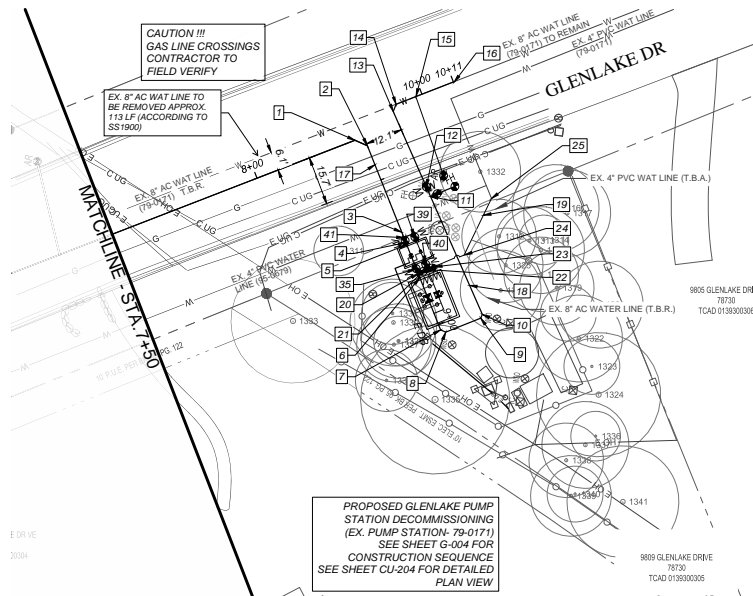 CAUTION !!!
GAS LINE CROSSINGS
CONTRACTOR TO
FIELD VERIFY
EX. 8" AC WAT LINE TO
BE REMOVED APPROX.
113 LF (ACCORDING TO
SS1900)
14
13
2
1
15
16
10+00
10+11
EX. 8" AC WAT LINE
(79-0171) TO REMAIN
EX. 4" PVC WAT LINE
(79-0171)
GLENLAKE DR
8+00
6.1'
15.7'
12.1'
17
EX. 8" AC WAT LINE
(79-0171) T.B.R.
MATCHLINE - STA.7+50
12
11
25
EX. 4" PVC WAT LINE (T.B.A.)
19
24
23
22
18
EX. 8" AC WATER LINE (T.B.R.)
10
9
3
39
41
40
4
5
35
20
21
6
7
8
EX. 4" PVC WATER
LINE (95-0679)
1332
1333
1322
1323
1324
1336
1338
1340
1341
9805 GLENLAKE DRI
78730
TCAD 0139300306
9809 GLENLAKE DRIVE
78730
TCAD 0139300305
PROPOSED GLENLAKE PUMP
STATION DECOMMISSIONING
(EX. PUMP STATION- 79-0171)
SEE SHEET G-004 FOR
CONSTRUCTION SEQUENCE
SEE SHEET CU-204 FOR DETAILED
PLAN VIEW